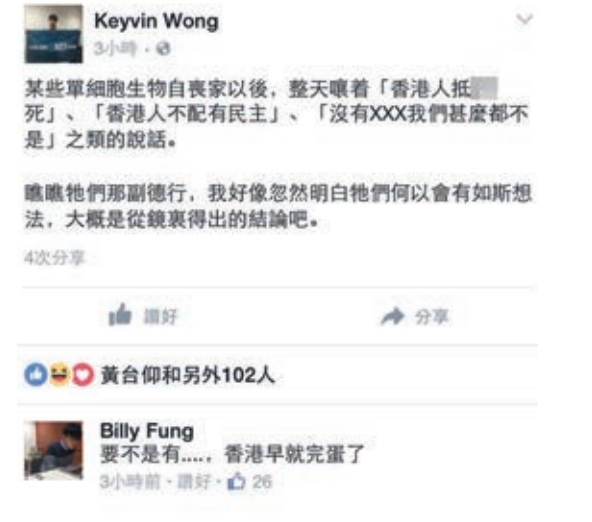 Keyvin Wong
3小時 ·
某些單細胞生物自喪家以後，整天嚷着「香港人抵
死」、「香港人不配有民主」、「沒有XXX我們甚麼都不
是」之類的說話。
瞧瞧牠們那副德行，我好像忽然明白牠們何以會有如斯想
法，大概是從鏡裏得出的結論吧。
4次分享
讚好
分享
黃台仰和另外102人
Billy Fung
要不是有.....，香港早就完蛋了
3小時前 · 讚好 · 26